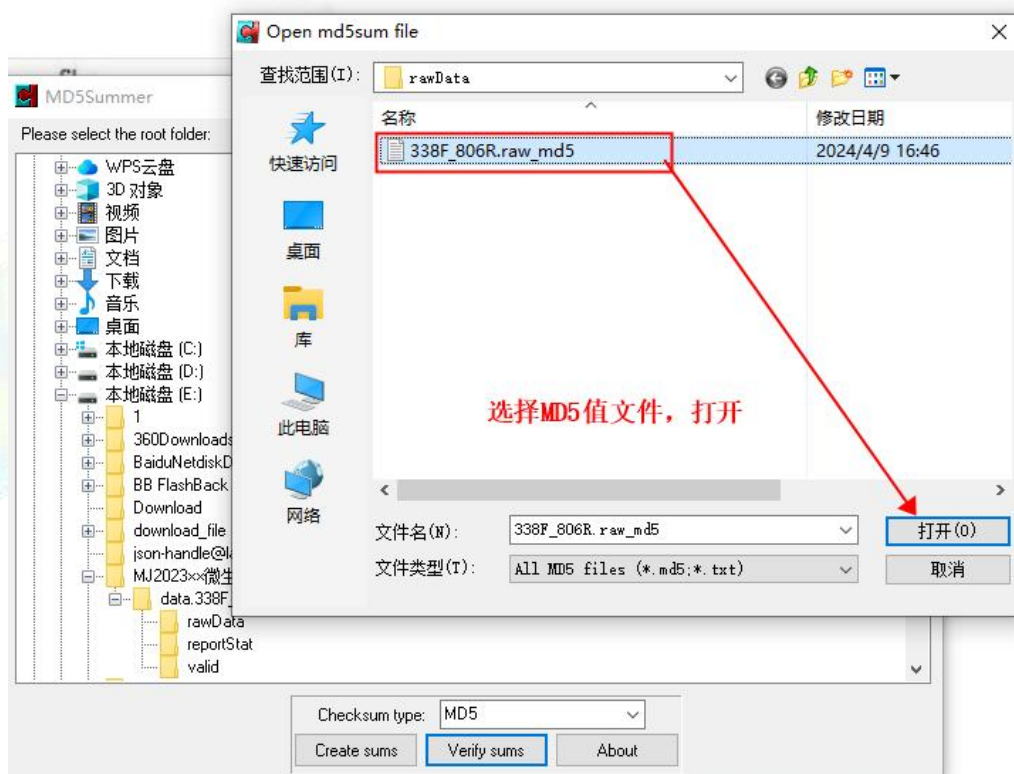 Open md5sum file
查找范围(I):
rawData
MD5Summer
Please select the root folder:
WPS云盘
3D 对象
视频
图片
文档
下载
音乐
桌面
本地磁盘 (C:)
本地磁盘 (D:)
本地磁盘 (E:)
1
360Downloads
BaiduNetdiskD
BB FlashBack
Download
download_file
json-handle@la
MJ2023××微生
data.338F_
rawData
reportStat
valid
快速访问
桌面
库
此电脑
网络
名称
修改日期
338F_806R.raw_md5
2024/4/9 16:46
选择MD5值文件，打开
文件名(N):
338F_806R.raw_md5
打开(O)
文件类型(T):
All MD5 files (*.md5;*.txt)
取消
Checksum type:
MD5
Create sums
Verify sums
About